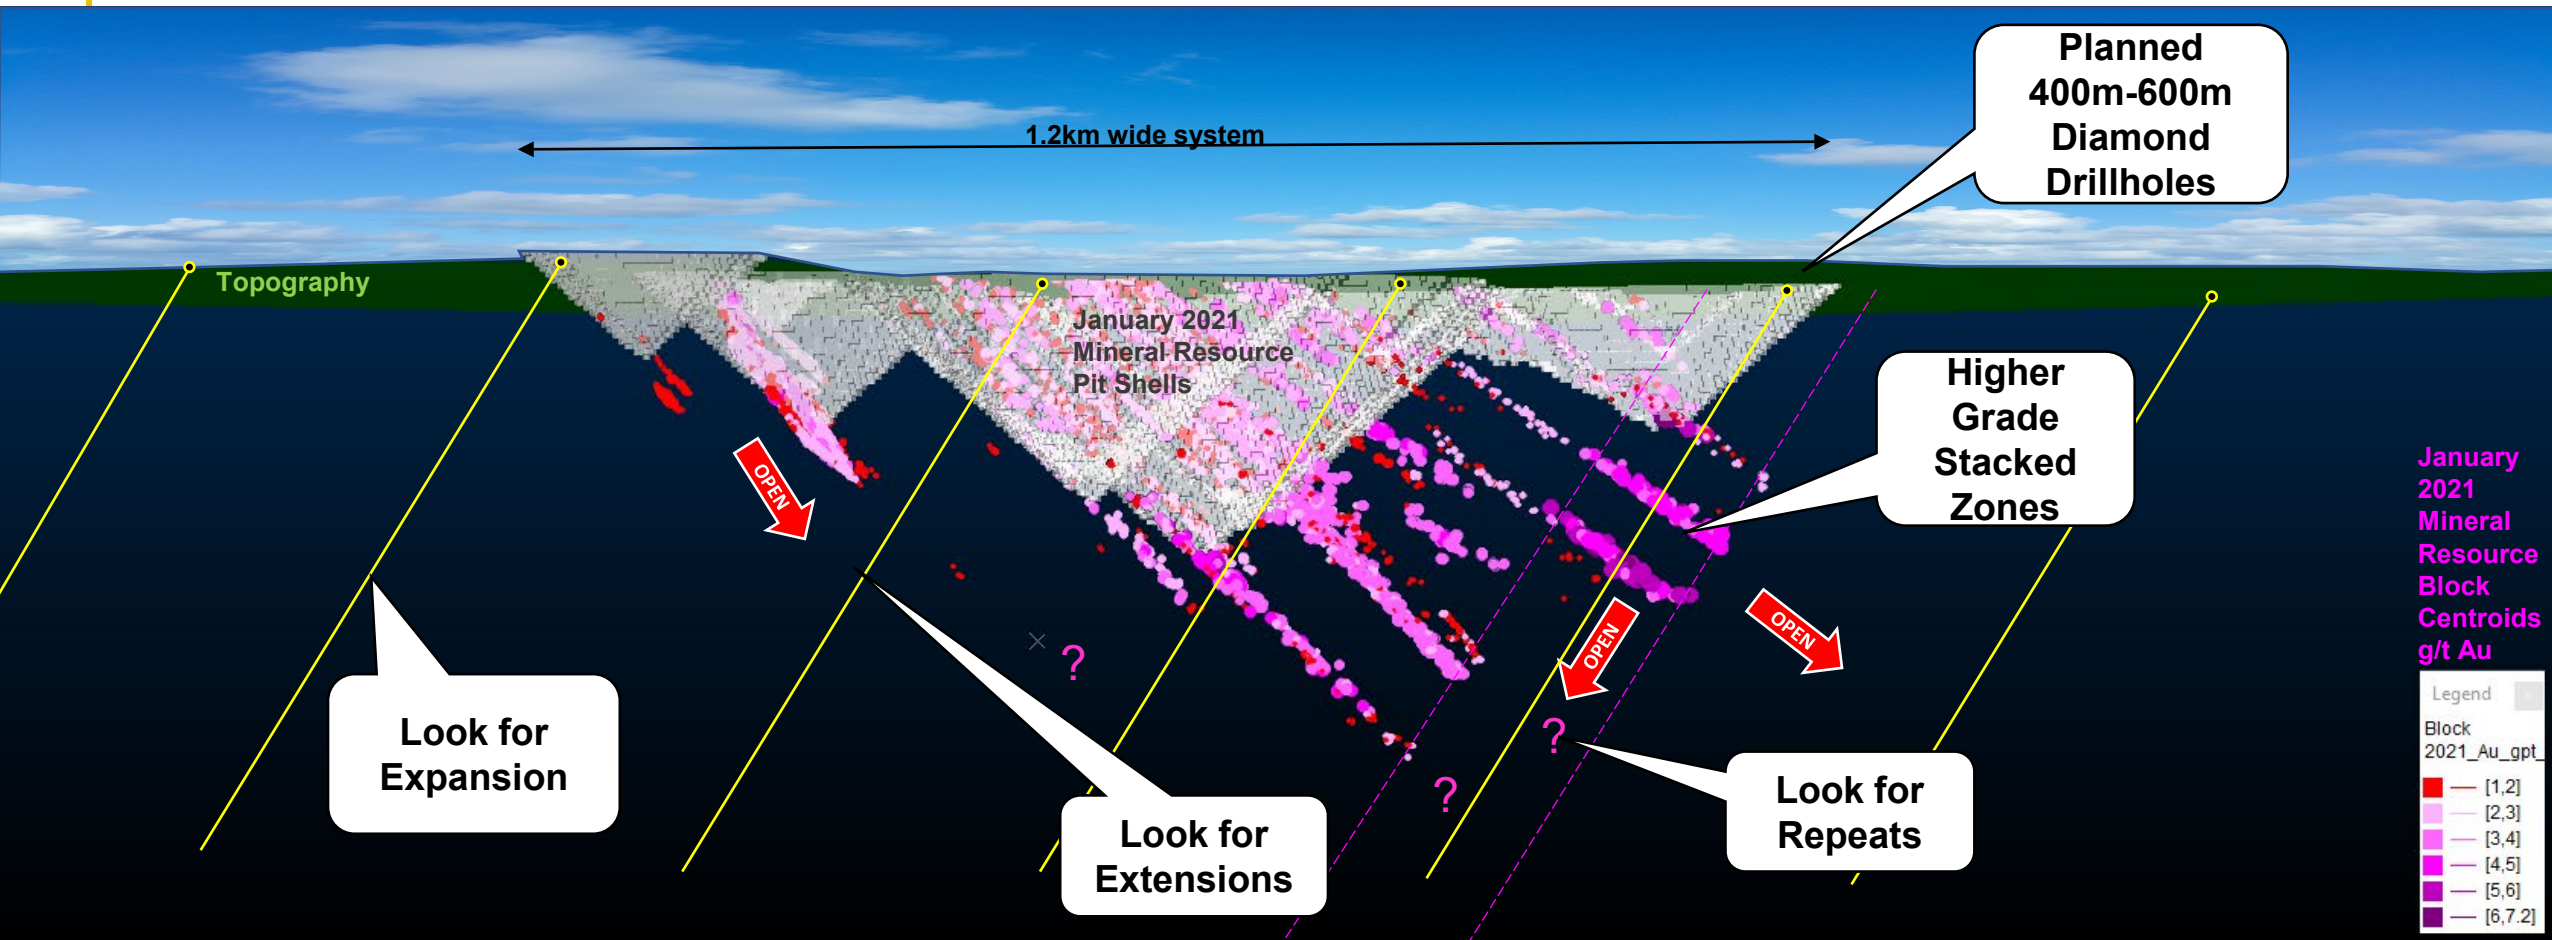 Planned
400m-600m
Diamond
Drillholes
1.2km wide system
Topography
January 2021
Mineral Resource
Pit Shells
Higher
Grade
Stacked
Zones
OPEN
OPEN
OPEN
?
?
?
Look for
Expansion
Look for
Extensions
Look for
Repeats
January
2021
Mineral
Resource
Block
Centroids
g/t Au
Legend
Block
2021_Au_gpt_
[1,2]
[2,3]
[3,4]
[4,5]
[5,6]
[6,7.2]